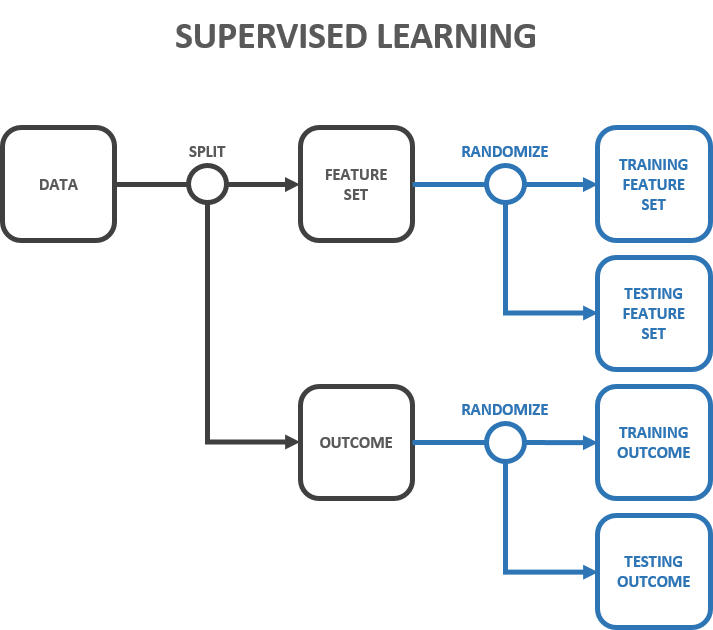 SUPERVISED LEARNING
SPLIT
RANDOMIZE
DATA
FEATURE
SET
TRAINING
FEATURE
SET
TESTING
FEATURE
SET
RANDOMIZE
OUTCOME
TRAINING
OUTCOME
TESTING
OUTCOME